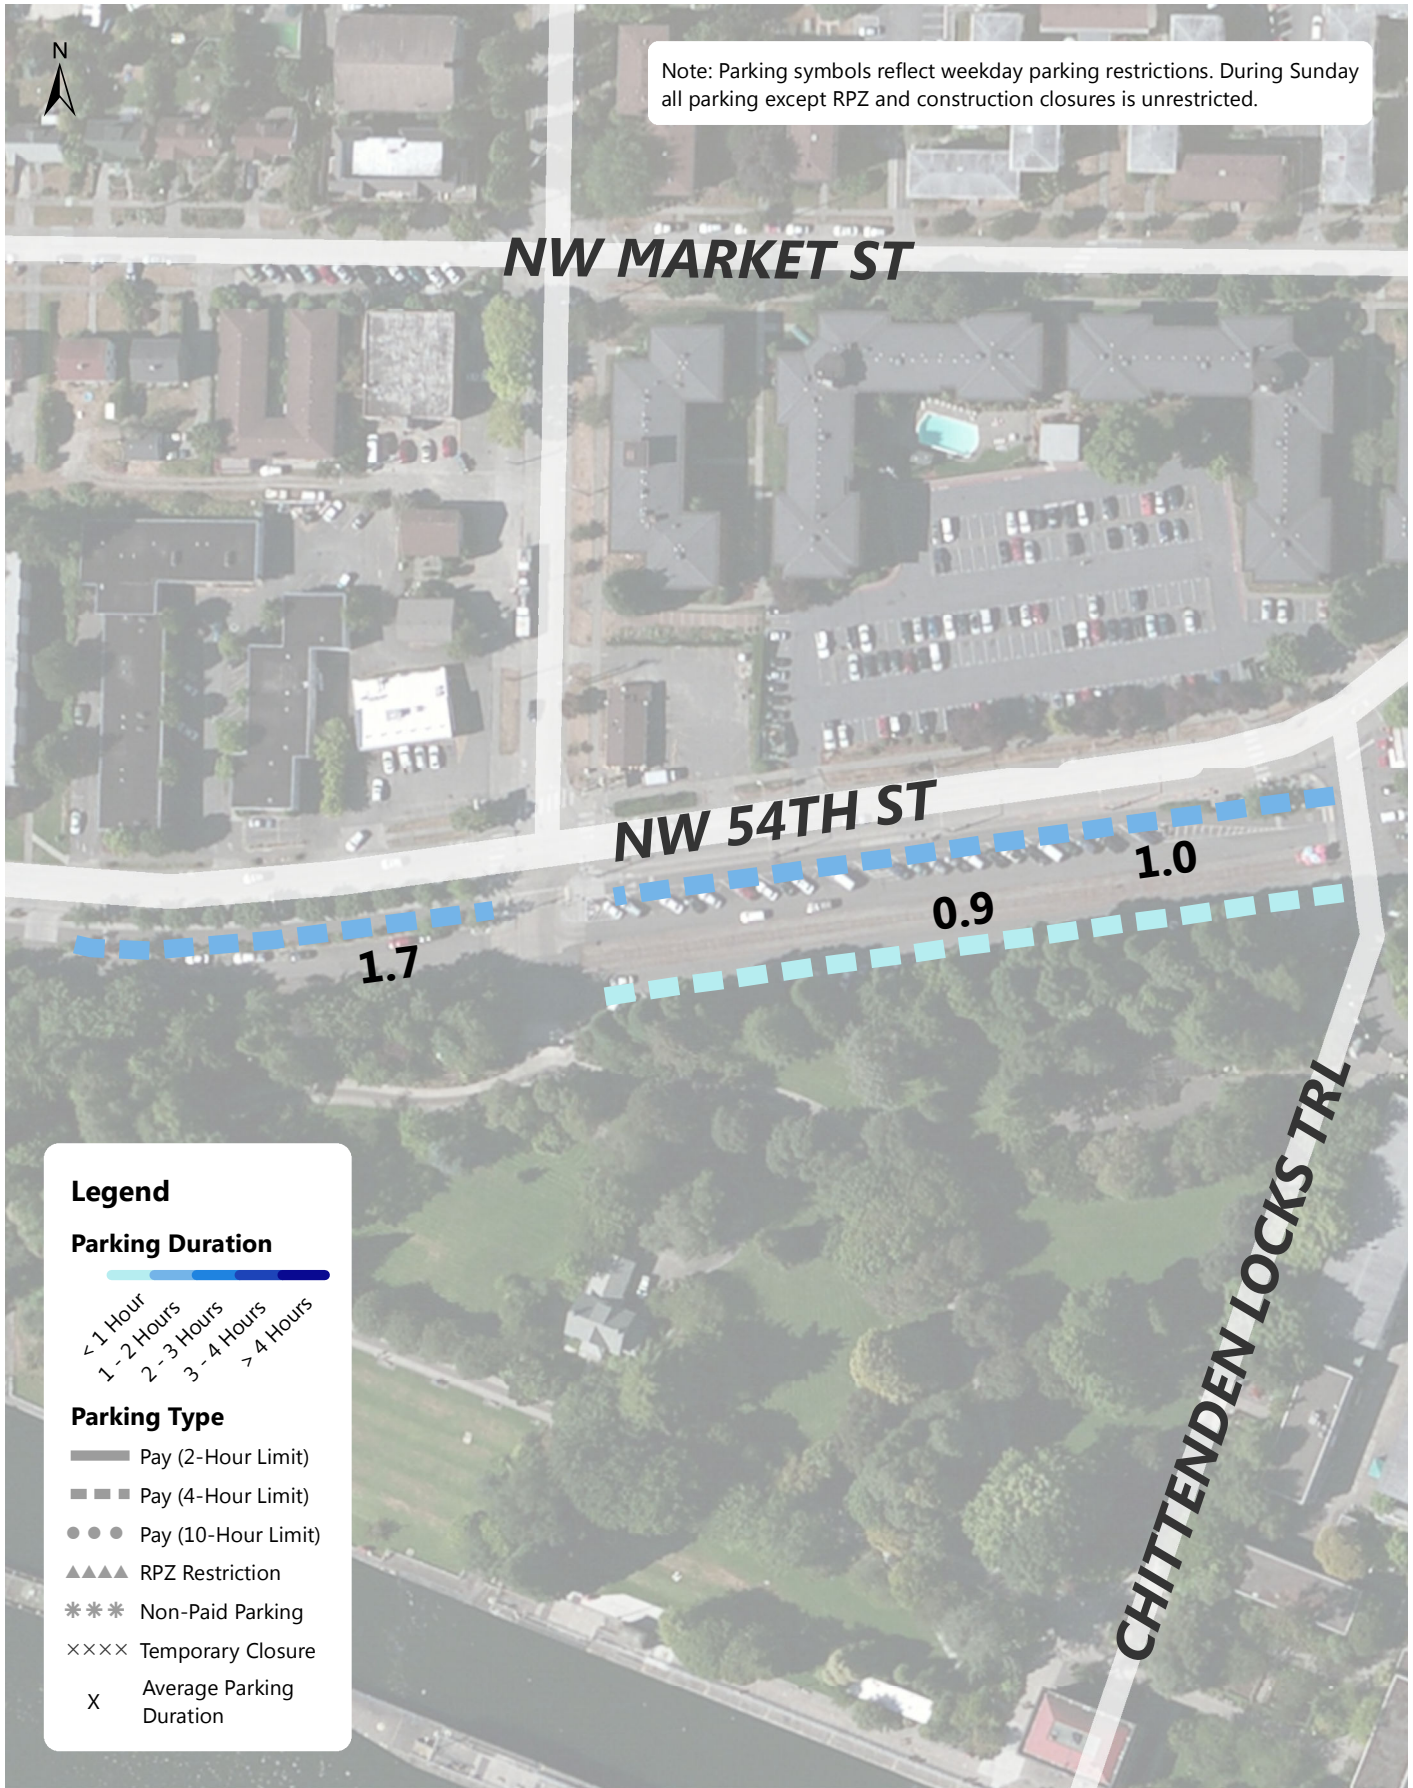 N
Note: Parking symbols reflect weekday parking restrictions. During Sunday
all parking except RPZ and construction closures is unrestricted.
NW MARKET ST
NW 54TH ST
1.0
0.9
1.7
CHITTENDEN LOCKS TRL
Legend
Parking Duration
< 1 Hour
1 - 2 Hours
2 - 3 Hours
3 - 4 Hours
> 4 Hours
Parking Type
Pay (2-Hour Limit)
Pay (4-Hour Limit)
Pay (10-Hour Limit)
RPZ Restriction
Non-Paid Parking
Temporary Closure
X Average Parking
Duration